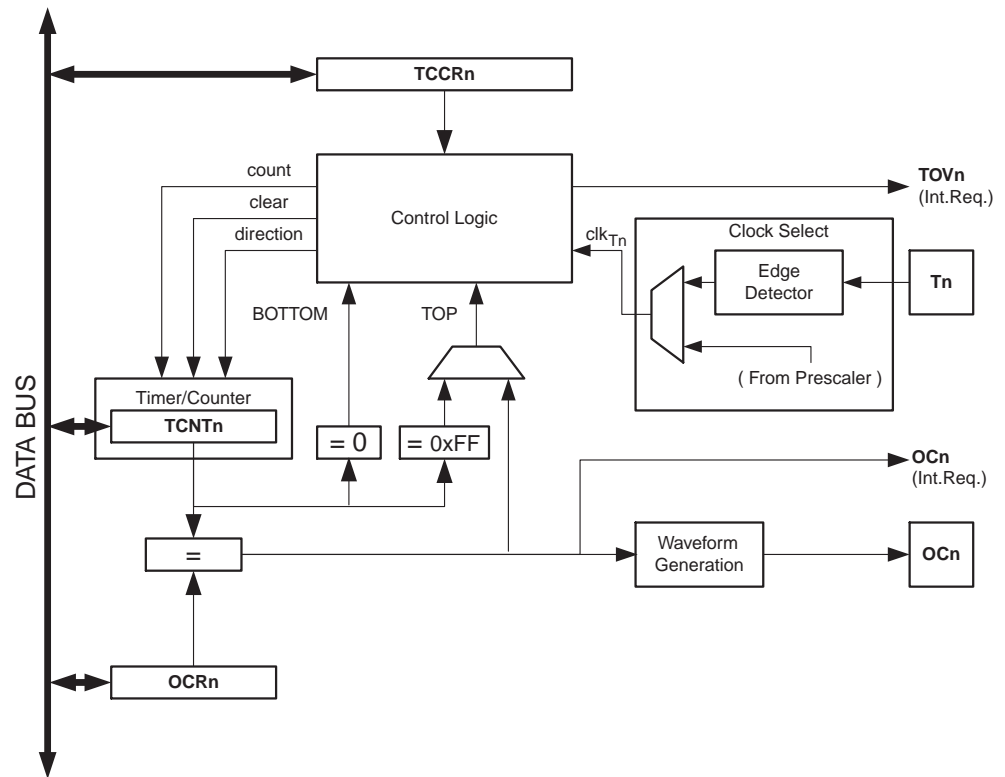 TCCRn
count
clear
direction
Control Logic
TOVn
(Int.Req.)
clkTn
Clock Select
Edge
Detector
Tn
( From Prescaler )
BOTTOM
TOP
DATA BUS
Timer/Counter
TCNTn
= 0
= 0xFF
OCn
(Int.Req.)
=
Waveform
Generation
OCn
OCRn